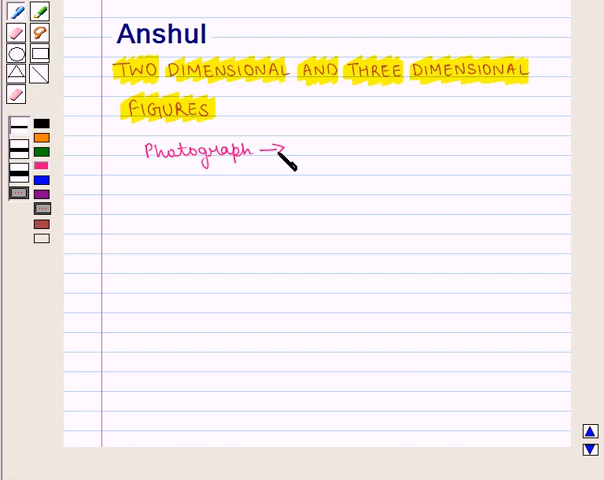 Anshul
TWO DIMENSIONAL AND THREE DIMENSIONAL
FIGURES
Photograph →